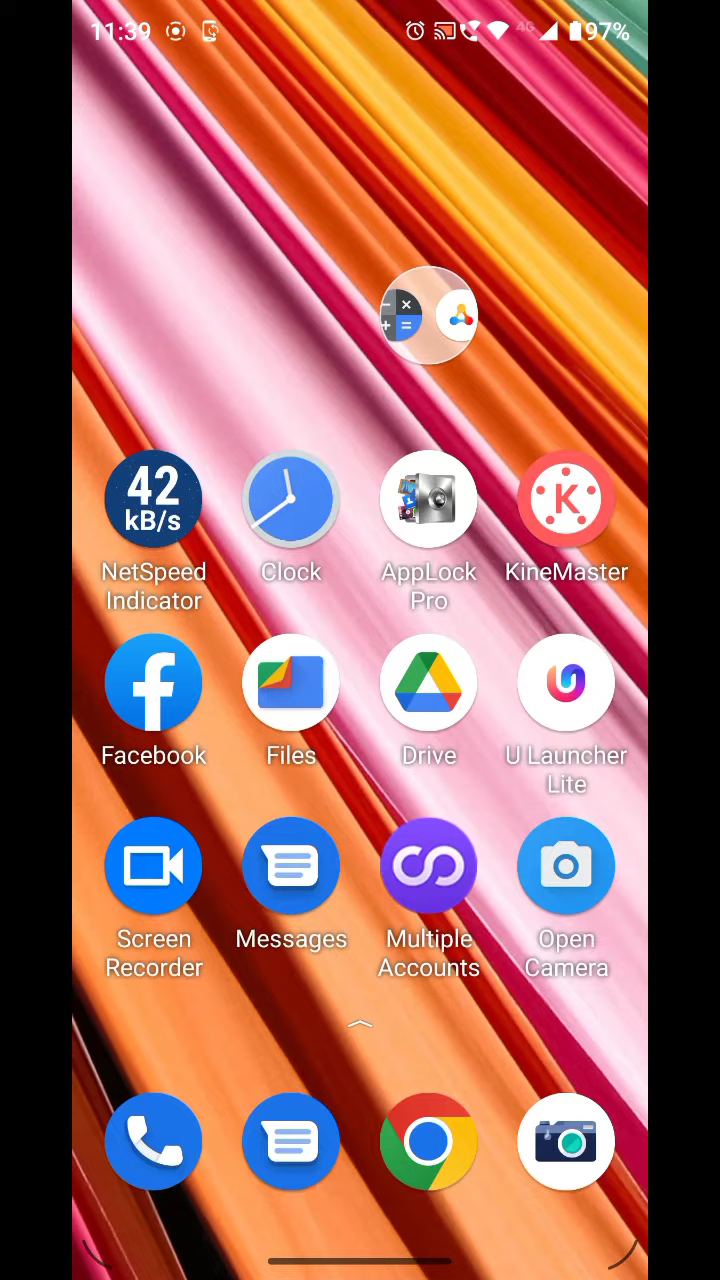 11:39 4G 97%
42
kB/s
K
NetSpeed Indicator
Clock
AppLock Pro
KineMaster
Facebook
Files
Drive
U Launcher Lite
Screen Recorder
Messages
Multiple Accounts
Open Camera